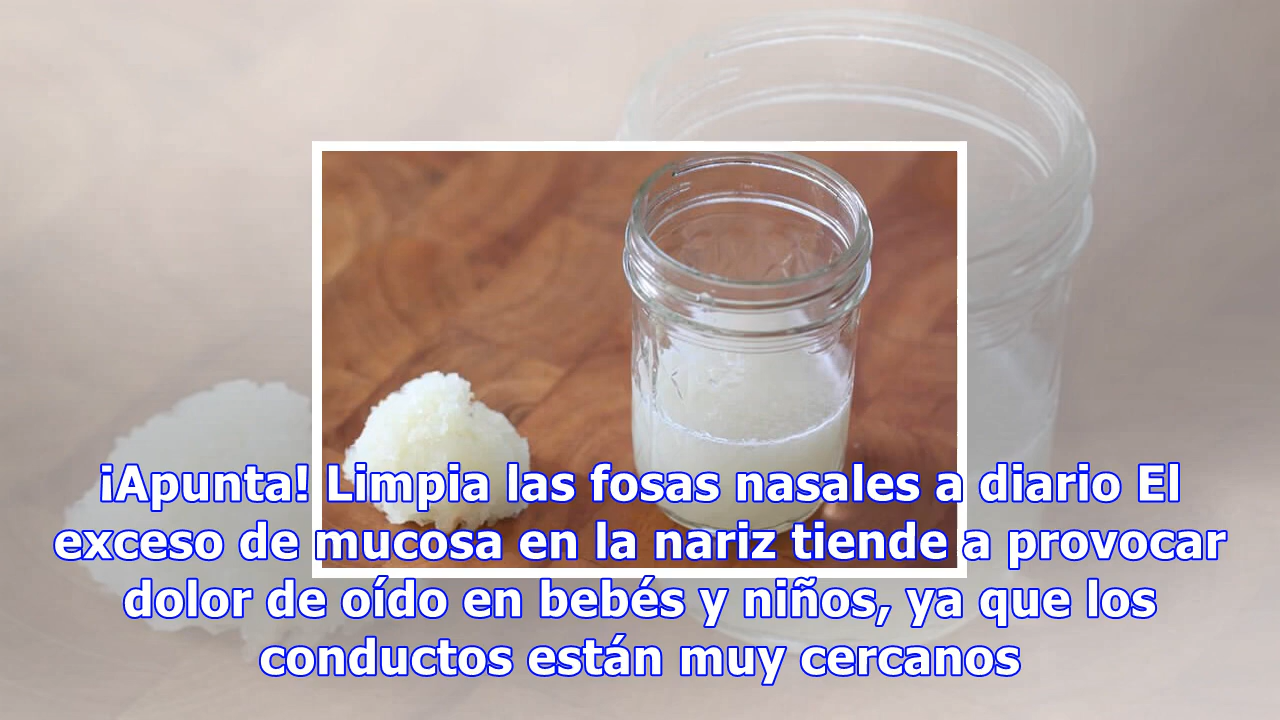 ¡Apunta! Limpia las fosas nasales a diario El
exceso de mucosa en la nariz tiende a provocar
dolor de oído en bebés y niños, ya que los
conductos están muy cercanos